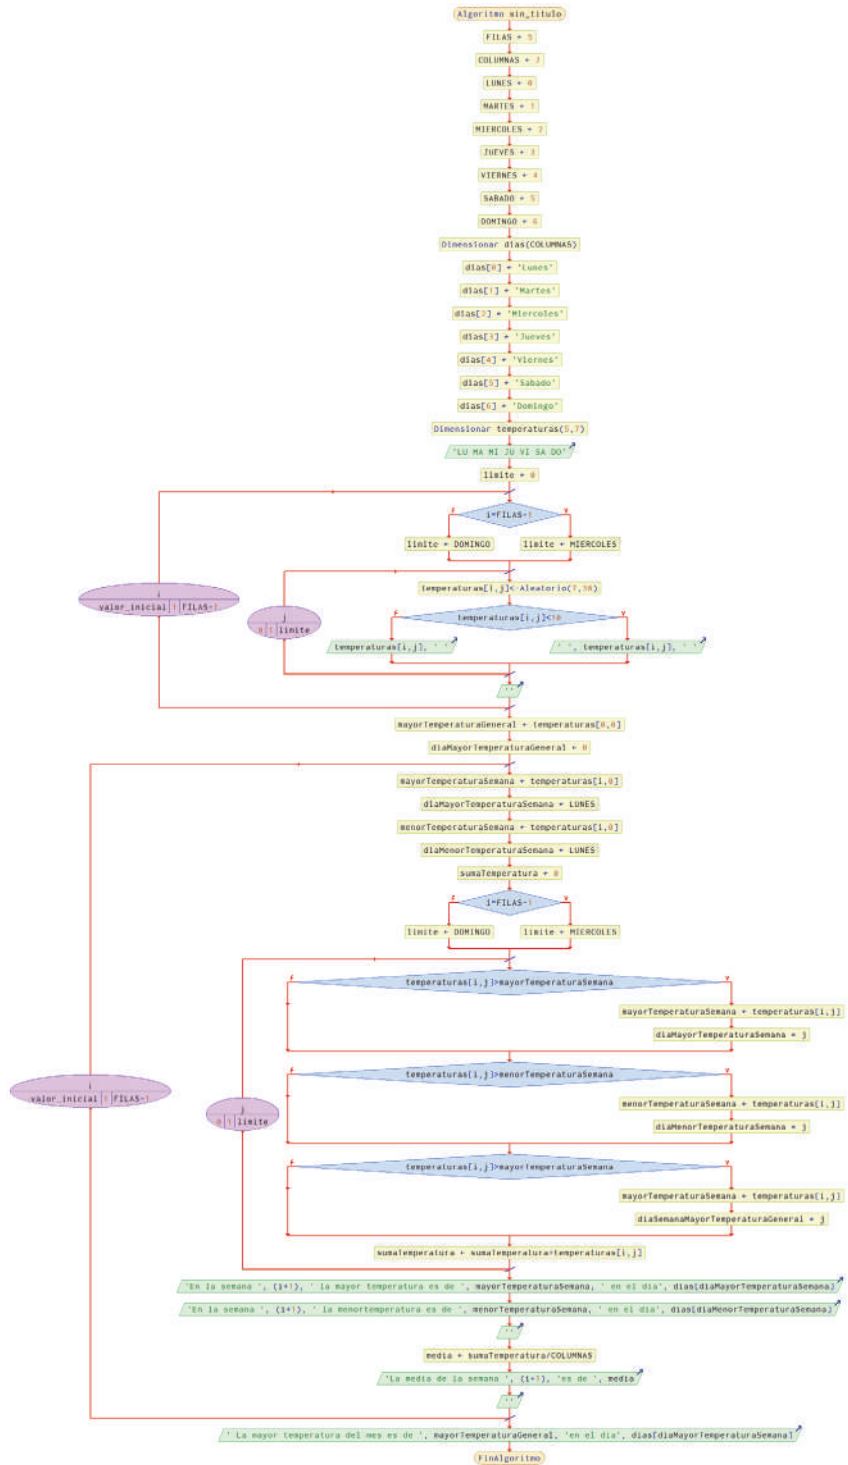 Algoritmo sin_titulo
FILAS ← 5
COLUMNAS ← 7
LUNES ← 0
MARTES ← 1
MIERCOLES ← 2
JUEVES ← 3
VIERNES ← 4
SABADO ← 5
DOMINGO ← 6
Dimensionar dias(COLUMNAS)
dias[0] ← 'Lunes'
dias[1] ← 'Martes'
dias[2] ← 'Miercoles'
dias[3] ← 'Jueves'
dias[4] ← 'Viernes'
dias[5] ← 'Sabado'
dias[6] ← 'Domingo'
Dimensionar temperaturas(5,7)
'LU MA MI JU VI SA DO'
limite ← 0
i=FILAS-1
F
V
limite ← DOMINGO
limite ← MIERCOLES
i
valor_inicial 1 FILAS-1
j
0 1 limite
temperaturas[i,j]<-Aleatorio(7,38)
temperaturas[i,j]<10
F
V
temperaturas[i,j], ' '
' ', temperaturas[i,j], ' '
''
mayorTemperaturaGeneral ← temperaturas[0,0]
diaMayorTemperaturaGeneral ← 0
mayorTemperaturaSemana ← temperaturas[i,0]
diaMayorTemperaturaSemana ← LUNES
menorTemperaturaSemana ← temperaturas[i,0]
diaMenorTemperaturaSemana ← LUNES
sumaTemperatura ← 0
i=FILAS-1
F
V
limite ← DOMINGO
limite ← MIERCOLES
temperaturas[i,j]>mayorTemperaturaSemana
F
V
mayorTemperaturaSemana ← temperaturas[i,j]
diaMayorTemperaturaSemana ← j
i
valor_inicial 1 FILAS-1
j
0 1 limite
temperaturas[i,j]>menorTemperaturaSemana
F
V
menorTemperaturaSemana ← temperaturas[i,j]
diaMenorTemperaturaSemana ← j
temperaturas[i,j]>mayorTemperaturaSemana
F
V
mayorTemperaturaSemana ← temperaturas[i,j]
diaSemanaMayorTemperaturaGeneral ← j
sumaTemperatura ← sumaTemperatura+temperaturas[i,j]
'En la semana ', (i+1), ' la mayor temperatura es de ', mayorTemperaturaSemana, ' en el dia', dias[diaMayorTemperaturaSemana]
'En la semana ', (i+1), ' la menortemperatura es de ', menorTemperaturaSemana, ' en el dia', dias[diaMenorTemperaturaSemana]
''
media ← sumaTemperatura/COLUMNAS
'La media de la semana ', (i+1), 'es de ', media
''
' La mayor temperatura del mes es de ', mayorTemperaturaGeneral, 'en el dia', dias[diaMayorTemperaturaSemana]
FinAlgoritmo